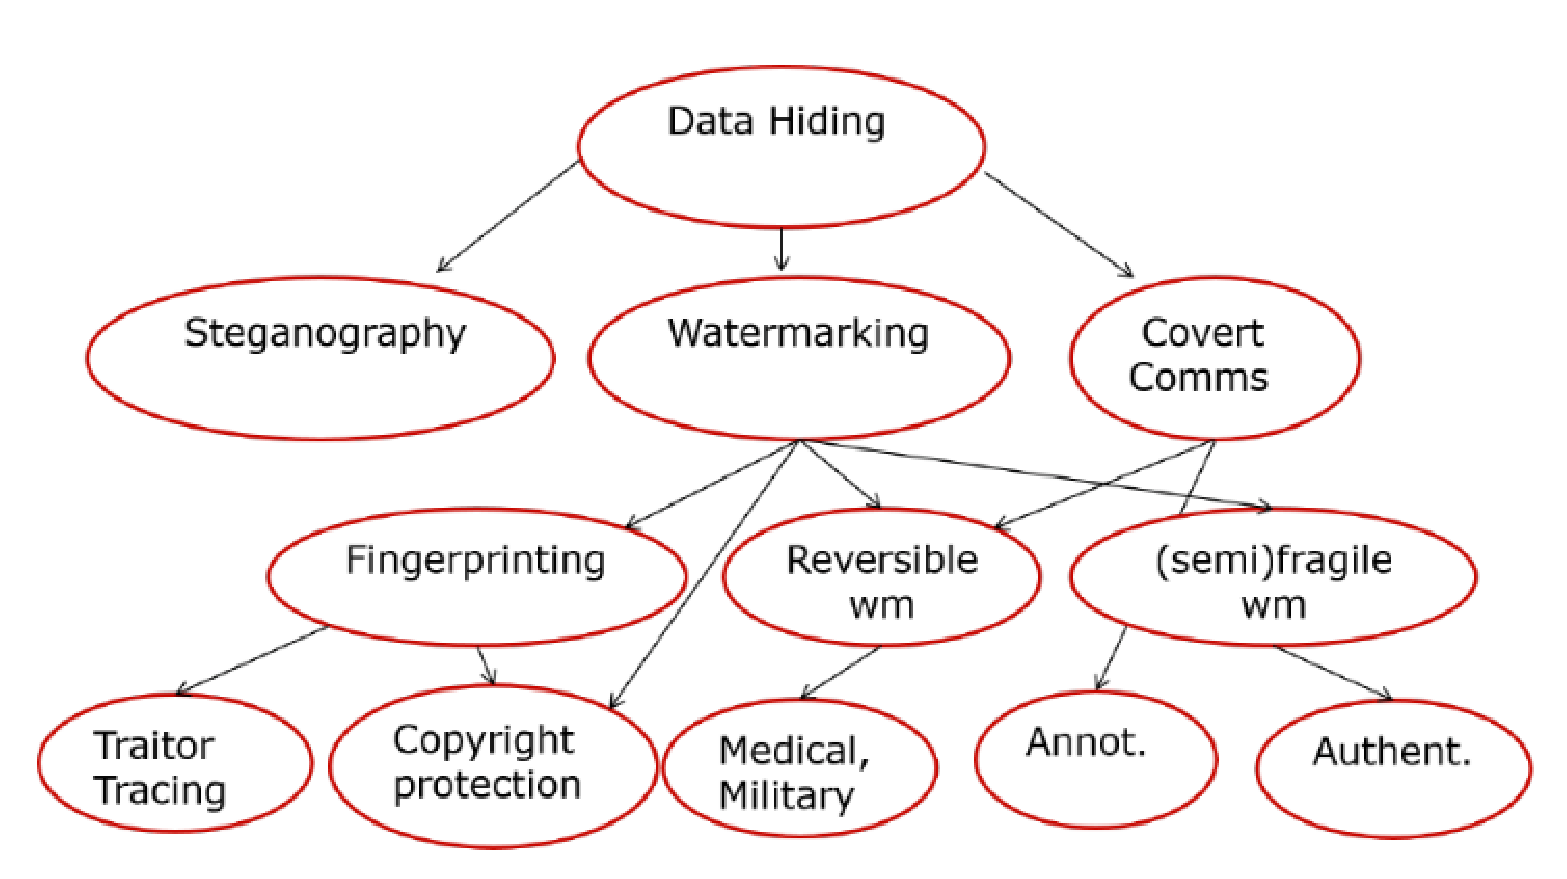 Data Hiding
Steganography
Watermarking
Covert
Comms
Fingerprinting
Reversible
wm
(semi)fragile
wm
Traitor
Tracing
Copyright
protection
Medical,
Military
Annot.
Authent.